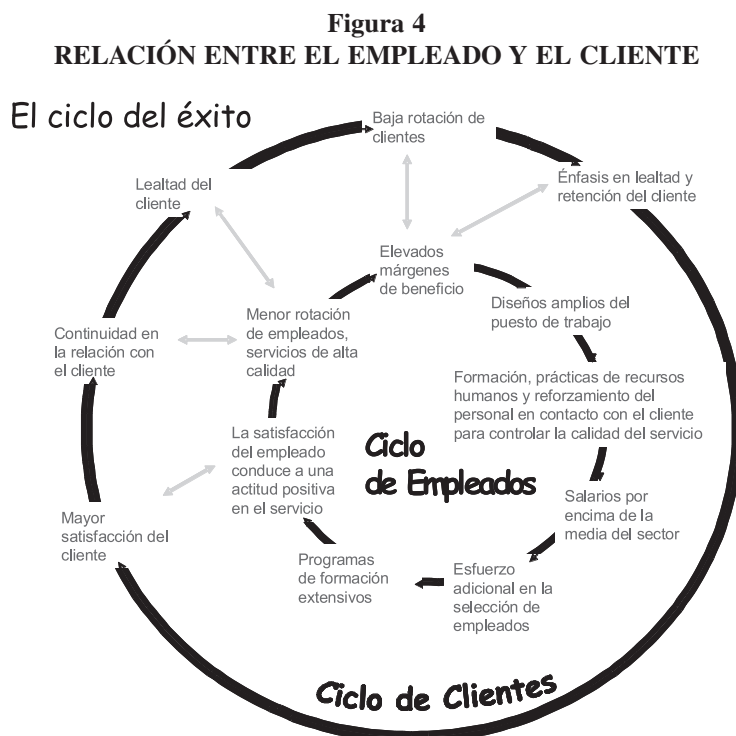 Figura 4
RELACIÓN ENTRE EL EMPLEADO Y EL CLIENTE
El ciclo del éxito
Baja rotación de
clientes
Énfasis en lealtad y
retención del cliente
Lealtad del
cliente
Elevados
márgenes
de beneficio
Diseños amplios del
puesto de trabajo
Menor rotación
de empleados,
servicios de alta
calidad
Continuidad en
la relación con
el cliente
Formación, prácticas de recursos
humanos y reforzamiento del
personal en contacto con el cliente
para controlar la calidad del servicio
La satisfacción
del empleado
conduce a una
actitud positiva
en el servicio
Ciclo
de Empleados
Salarios por
encima de la
media del sector
Mayor
satisfacción del
cliente
Programas
de formación
extensivos
Esfuerzo
adicional en la
selección de
empleados
Ciclo de Clientes